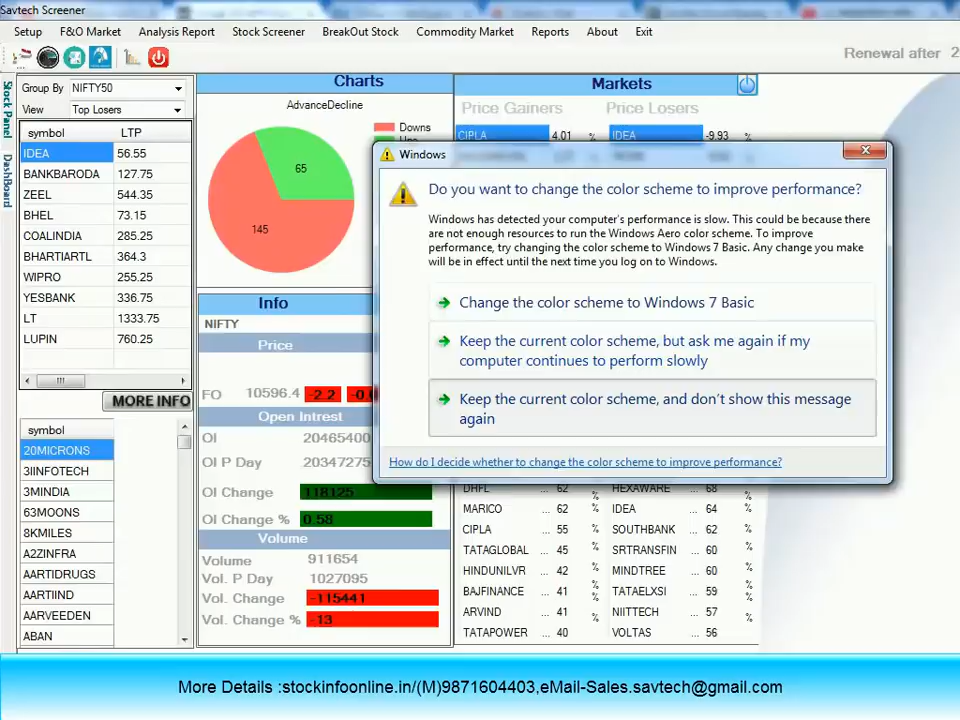 Savtech Screener
Setup F&O Market Analysis Report Stock Screener BreakOut Stock Commodity Market Reports About Exit
Renewal after 2
Stock Panel
DashBoard
Group By NIFTY50
View Top Losers
symbol LTP
IDEA 56.55
BANKBARODA 127.75
ZEEL 544.35
BHEL 73.15
COALINDIA 285.25
BHARTIARTL 364.3
WIPRO 255.25
YESBANK 336.75
LT 1333.75
LUPIN 760.25
MORE INFO
symbol
20MICRONS
3IINFOTECH
3MINDIA
63MOONS
8KMILES
A2ZINFRA
AARTIDRUGS
AARTIIND
AARVEEDEN
ABAN
Charts
AdvanceDecline
Downs
65
145
Info
NIFTY
Price
FO 10596.4 -2.2
Open Intrest
OI 20465400
OI P Day 20347275
OI Change 118125
OI Change % 0.58
Volume
Volume 911654
Vol. P Day 1027095
Vol. Change -115441
Vol. Change % -13
Markets
Price Gainers Price Losers
CIPLA 4.01 % IDEA -9.93 %
Windows
Do you want to change the color scheme to improve performance?
Windows has detected your computer's performance is slow. This could be because there
are not enough resources to run the Windows Aero color scheme. To improve
performance, try changing the color scheme to Windows 7 Basic. Any change you make
will be in effect until the next time you log on to Windows.
Change the color scheme to Windows 7 Basic
Keep the current color scheme, but ask me again if my
computer continues to perform slowly
Keep the current color scheme, and don't show this message
again
How do I decide whether to change the color scheme to improve performance?
DHFL ... 62 % HEXAWARE ... 68 %
MARICO ... 62 % IDEA ... 64 %
CIPLA ... 55 % SOUTHBANK ... 62 %
TATAGLOBAL ... 45 % SRTRANSFIN ... 60 %
HINDUNILVR ... 42 % MINDTREE ... 60 %
BAJFINANCE ... 41 % TATAELXSI ... 59 %
ARVIND ... 41 % NIITTECH ... 57 %
TATAPOWER ... 40 VOLTAS ... 56
More Details :stockinfoonline.in/(M)9871604403,eMail-Sales.savtech@gmail.com